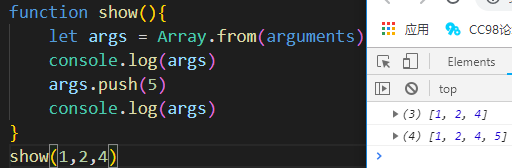 function show(){
let args = Array.from(arguments)
console.log(args)
args.push(5)
console.log(args)
}
show(1,2,4)
应用
CC98论
Elements
top
(3) [1, 2, 4]
(4) [1, 2, 4, 5]